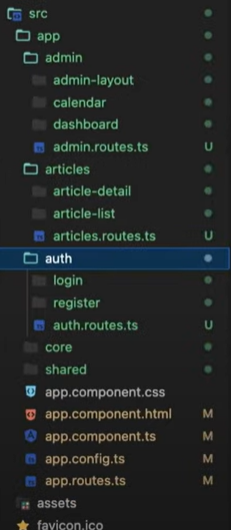 src
app
admin
admin-layout
calendar
dashboard
admin.routes.ts U
articles
article-detail
article-list
articles.routes.ts U
auth
login
register
auth.routes.ts U
core
shared
app.component.css
app.component.html M
app.component.ts M
app.config.ts M
app.routes.ts M
assets
favicon.ico